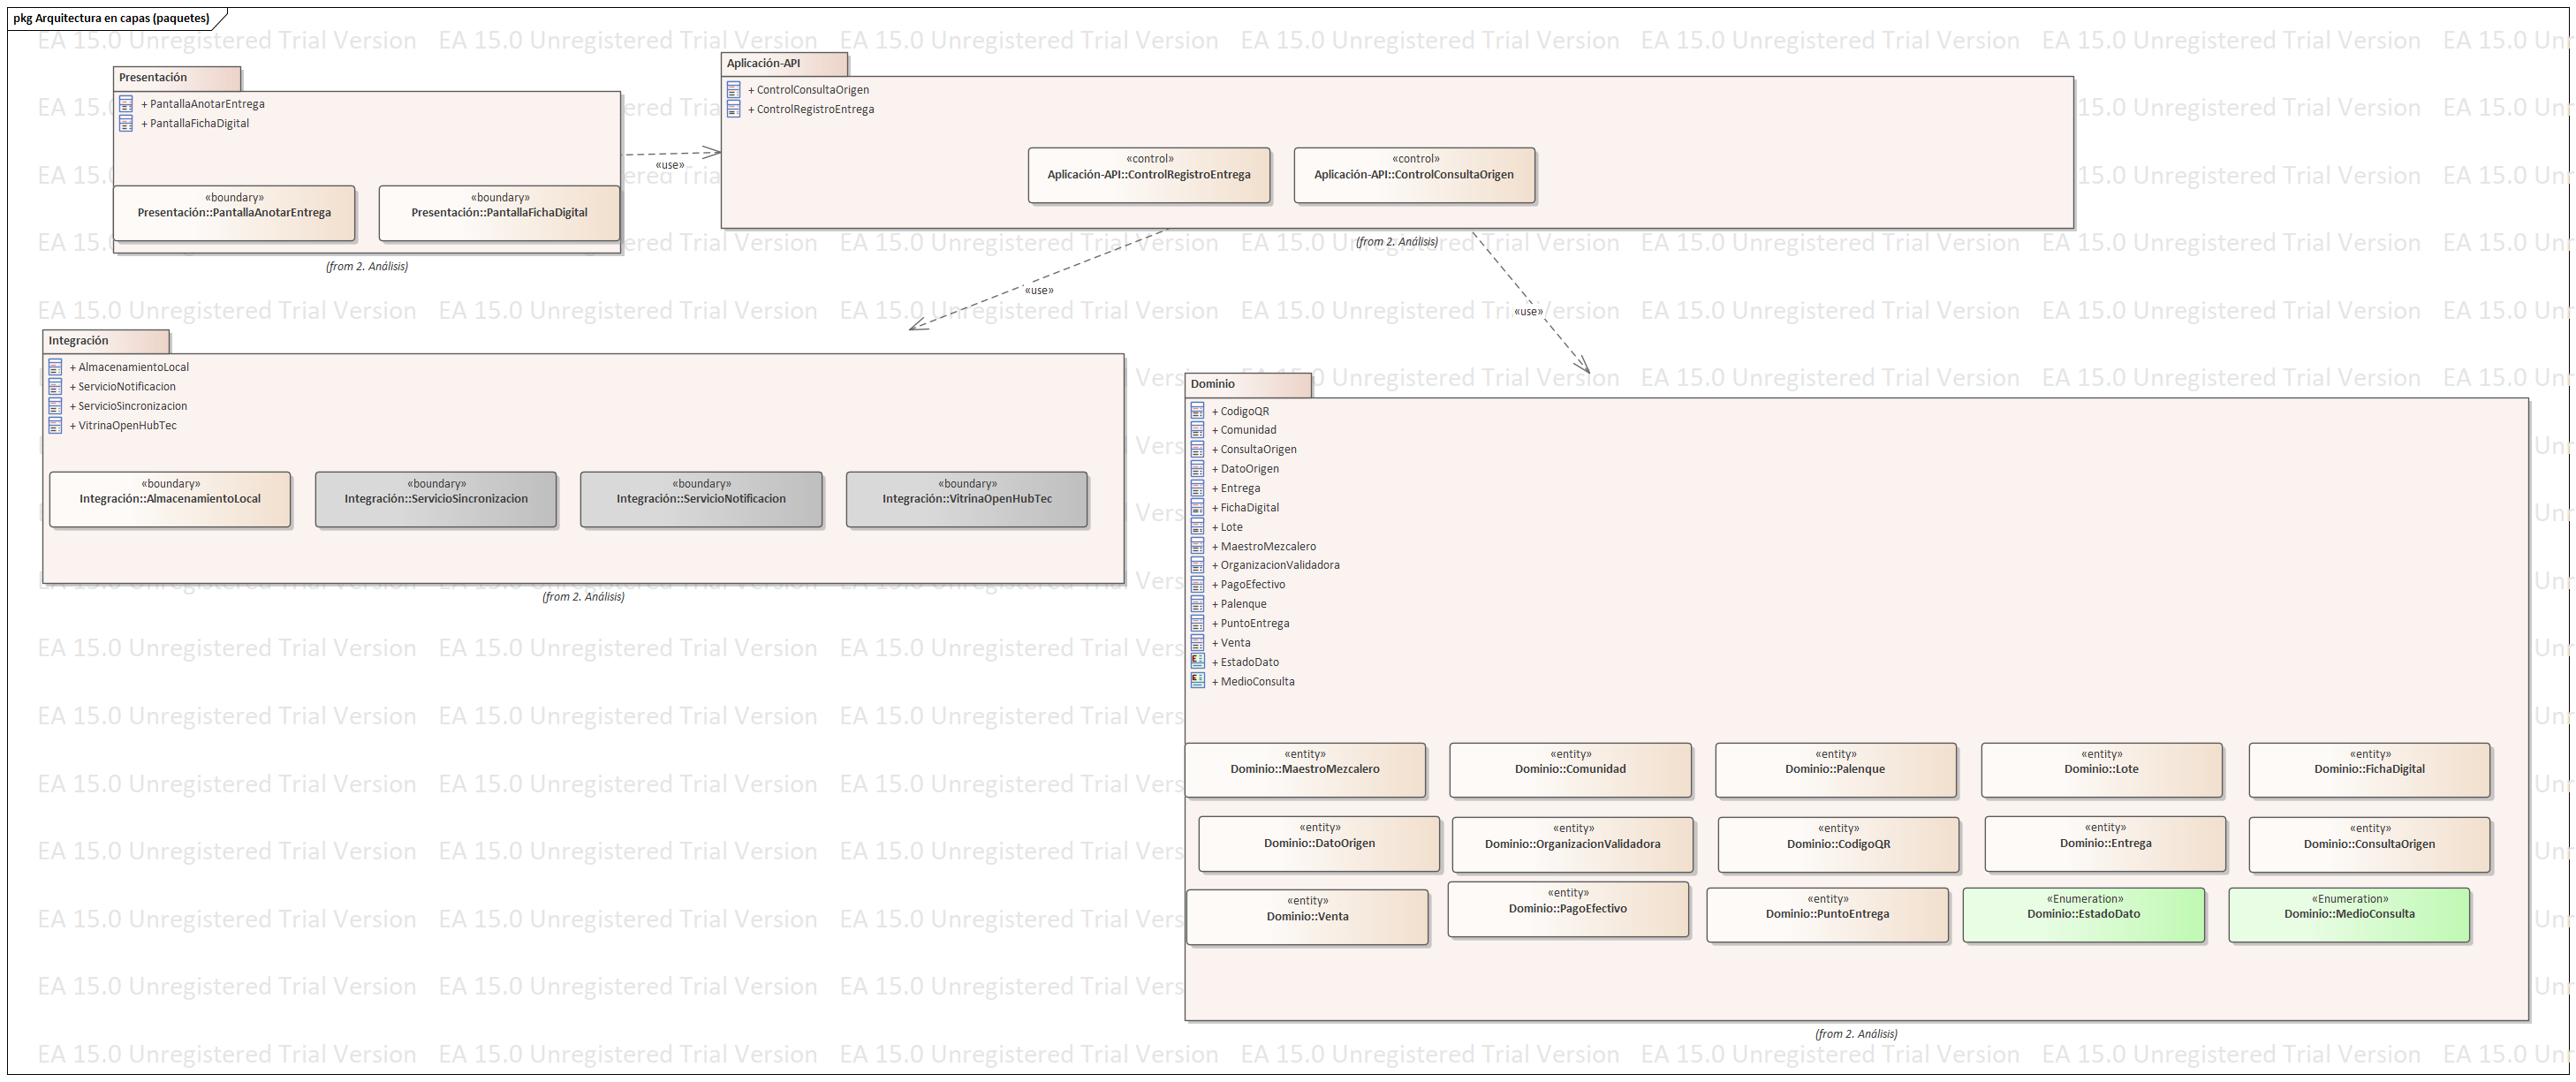 pkg Arquitectura en capas (paquetes)
EA 15.0 Unregistered Trial Version
Presentación
+ PantallaAnotarEntrega
+ PantallaFichaDigital
«boundary»
Presentación::PantallaAnotarEntrega
«boundary»
Presentación::PantallaFichaDigital
(from 2. Análisis)
«use»
Aplicación-API
+ ControlConsultaOrigen
+ ControlRegistroEntrega
«control»
Aplicación-API::ControlRegistroEntrega
«control»
Aplicación-API::ControlConsultaOrigen
(from 2. Análisis)
«use»
«use»
Integración
+ AlmacenamientoLocal
+ ServicioNotificacion
+ ServicioSincronizacion
+ VitrinaOpenHubTec
«boundary»
Integración::AlmacenamientoLocal
«boundary»
Integración::ServicioSincronizacion
«boundary»
Integración::ServicioNotificacion
«boundary»
Integración::VitrinaOpenHubTec
(from 2. Análisis)
Dominio
+ CodigoQR
+ Comunidad
+ ConsultaOrigen
+ DatoOrigen
+ Entrega
+ FichaDigital
+ Lote
+ MaestroMezcalero
+ OrganizacionValidadora
+ PagoEfectivo
+ Palenque
+ PuntoEntrega
+ Venta
+ EstadoDato
+ MedioConsulta
«entity»
Dominio::MaestroMezcalero
«entity»
Dominio::Comunidad
«entity»
Dominio::Palenque
«entity»
Dominio::Lote
«entity»
Dominio::FichaDigital
«entity»
Dominio::DatoOrigen
«entity»
Dominio::OrganizacionValidadora
«entity»
Dominio::CodigoQR
«entity»
Dominio::Entrega
«entity»
Dominio::ConsultaOrigen
«entity»
Dominio::Venta
«entity»
Dominio::PagoEfectivo
«entity»
Dominio::PuntoEntrega
«Enumeration»
Dominio::EstadoDato
«Enumeration»
Dominio::MedioConsulta
(from 2. Análisis)